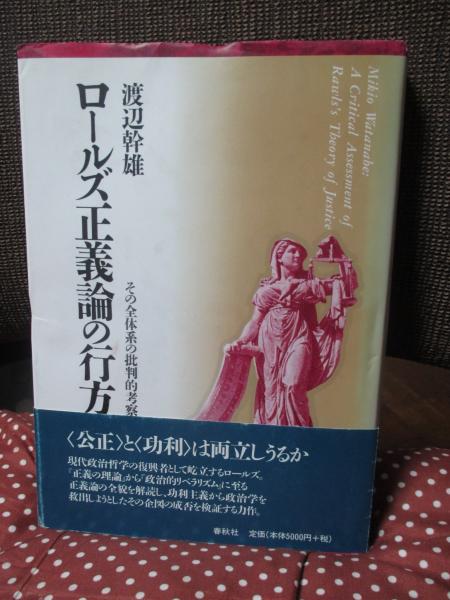 Mikio Watanabe:
A Critical Assessment of
Rawls's Theory of Justice
渡辺幹雄
ロールズ正義論の行方
その全体系の批判的考察
〈公正〉と〈功利〉は両立しうるか
現代政治哲学の復興者として屹立するロールズ。
『正義の理論』から『政治的リベラリズム』に至る
正義論の全貌を解読し、功利主義から政治学を
救出しようとしたその企図の成否を検証する力作。
春秋社 定価(本体5000円+税)